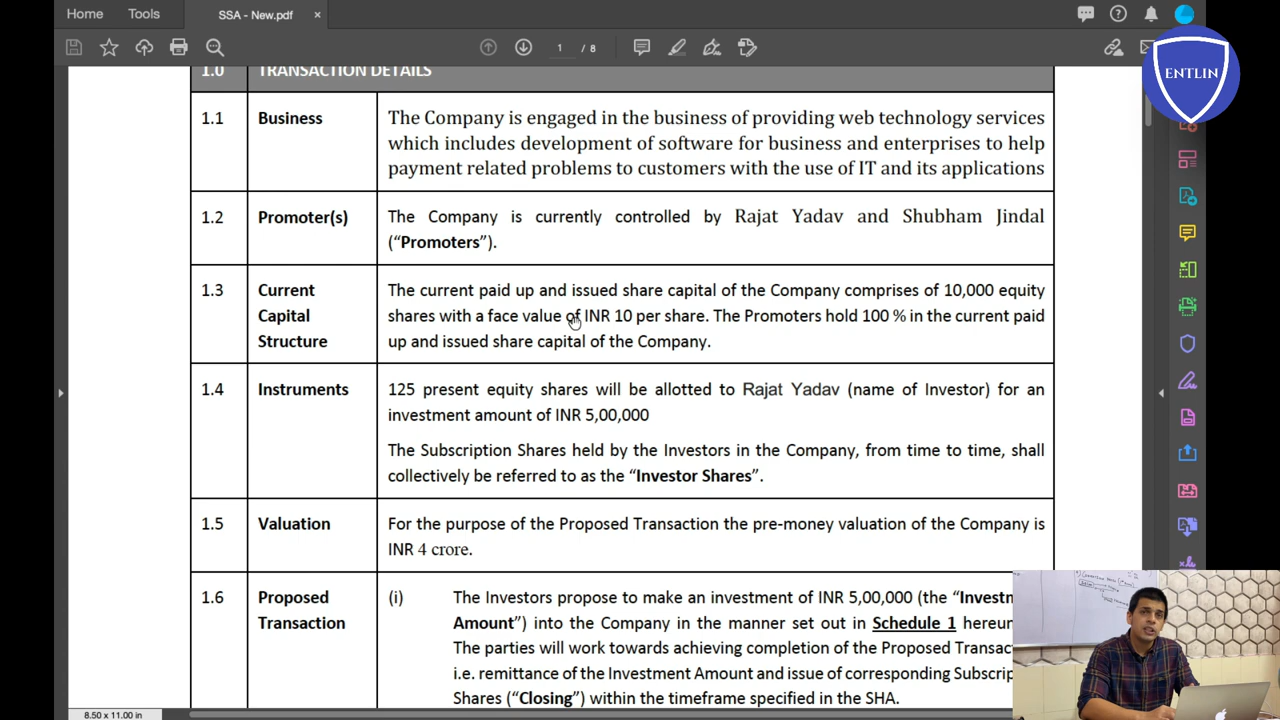 Home Tools SSA - New.pdf ×
1 / 8
ENTLIN
1.0 TRANSACTION DETAILS
1.1 Business The Company is engaged in the business of providing web technology services
which includes development of software for business and enterprises to help
payment related problems to customers with the use of IT and its applications
1.2 Promoter(s) The Company is currently controlled by Rajat Yadav and Shubham Jindal
(“Promoters”).
1.3 Current The current paid up and issued share capital of the Company comprises of 10,000 equity
Capital shares with a face value of INR 10 per share. The Promoters hold 100 % in the current paid
Structure up and issued share capital of the Company.
1.4 Instruments 125 present equity shares will be allotted to Rajat Yadav (name of Investor) for an
investment amount of INR 5,00,000
The Subscription Shares held by the Investors in the Company, from time to time, shall
collectively be referred to as the “Investor Shares”.
1.5 Valuation For the purpose of the Proposed Transaction the pre-money valuation of the Company is
INR 4 crore.
1.6 Proposed (i) The Investors propose to make an investment of INR 5,00,000 (the “Investm
Transaction Amount”) into the Company in the manner set out in Schedule 1 hereun
The parties will work towards achieving completion of the Proposed Transac
i.e. remittance of the Investment Amount and issue of corresponding Subscrip
Shares (“Closing”) within the timeframe specified in the SHA.
8.50 x 11.00 in